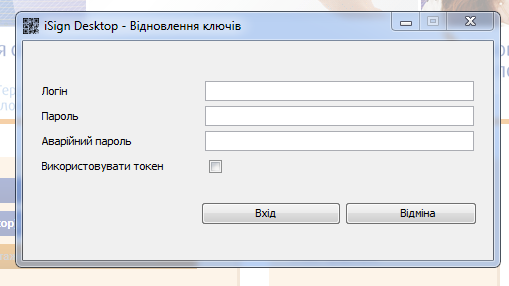 iSign Desktop - Відновлення ключів
Логін
Пароль
Аварійний пароль
Використовувати токен
Вхід
Відміна